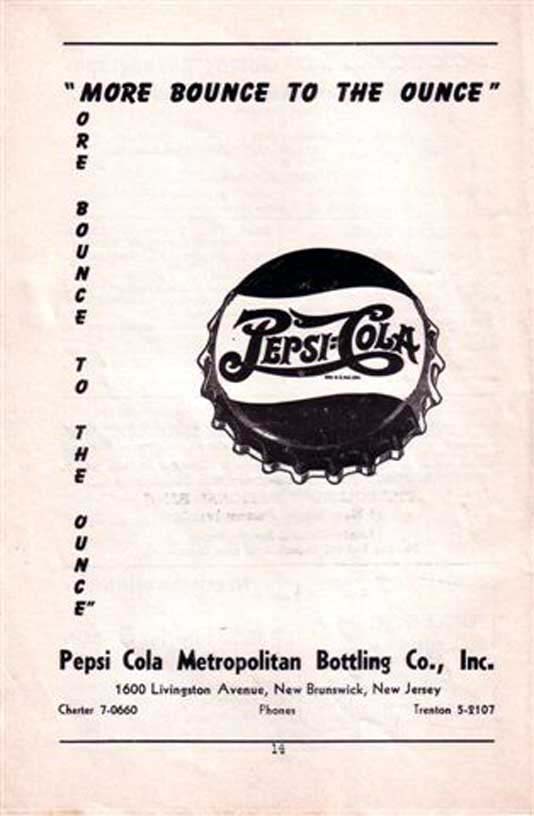 "MORE BOUNCE TO THE OUNCE"
ORE BOUNCE TO THE OUNCE"
PEPSI=COLA
Pepsi Cola Metropolitan Bottling Co., Inc.
1600 Livingston Avenue, New Brunswick, New Jersey
Charter 7-0660 Phones Trenton 5-2107
14